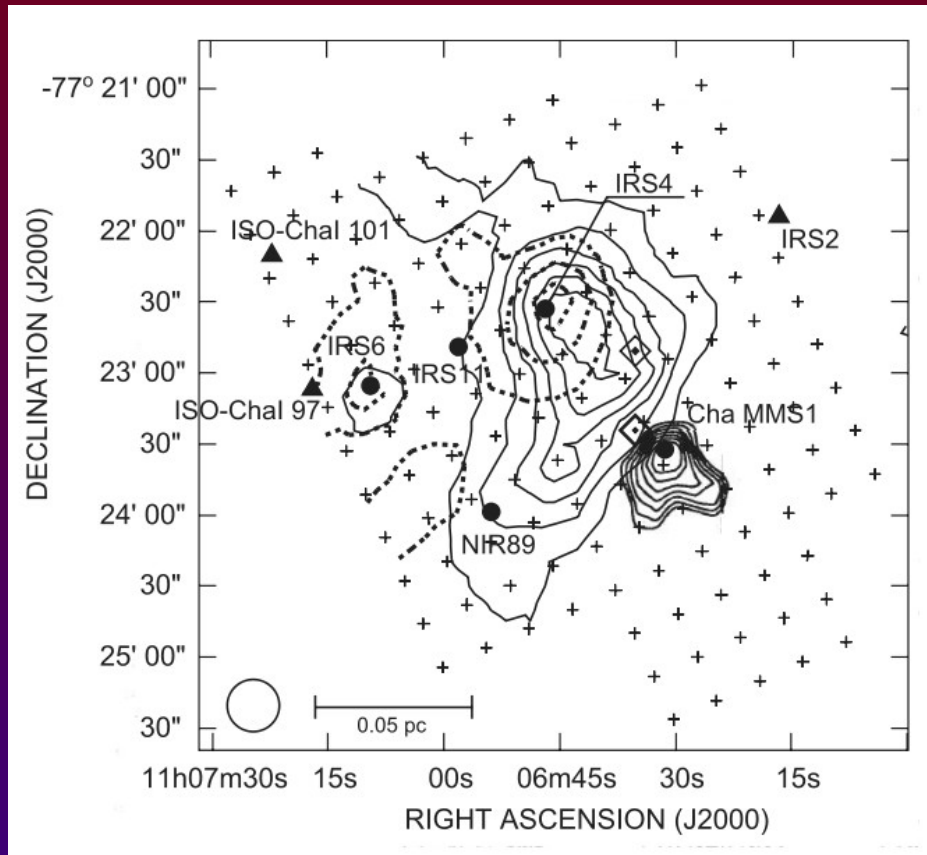 -77º 21' 00"
30"
IRS4
22' 00"
ISO-ChaI 101
IRS2
30"
IRS6
23' 00"
IRS11
ISO-ChaI 97
Cha MMS1
30"
24' 00"
NIR89
30"
25' 00"
30"
0.05 pc
11h07m30s 15s 00s 06m45s 30s 15s
RIGHT ASCENSION (J2000)
DECLINATION (J2000)